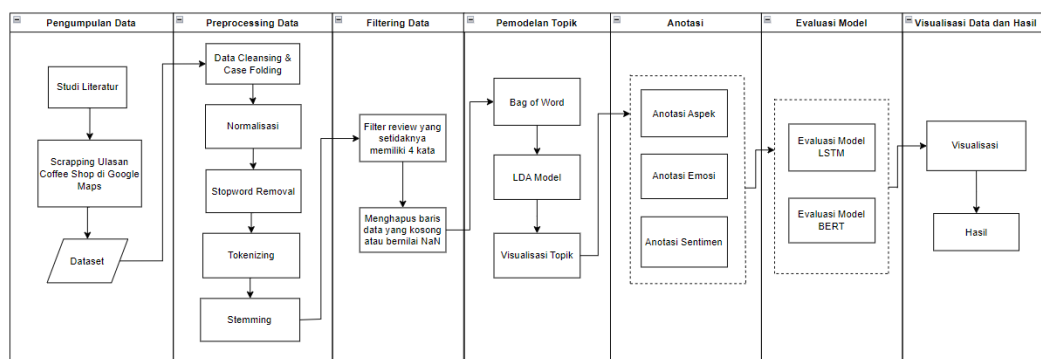 Pengumpulan Data
Preprocessing Data
Filtering Data
Pemodelan Topik
Anotasi
Evaluasi Model
Visualisasi Data dan Hasil
Studi Literatur
Scrapping Ulasan
Coffee Shop di Google
Maps
Dataset
Data Cleansing &
Case Folding
Normalisasi
Stopword Removal
Tokenizing
Stemming
Filter review yang
setidaknya
memiliki 4 kata
Menghapus baris
data yang kosong
atau bernilai NaN
Bag of Word
LDA Model
Visualisasi Topik
Anotasi Aspek
Anotasi Emosi
Anotasi Sentimen
Evaluasi Model
LSTM
Evaluasi Model
BERT
Visualisasi
Hasil